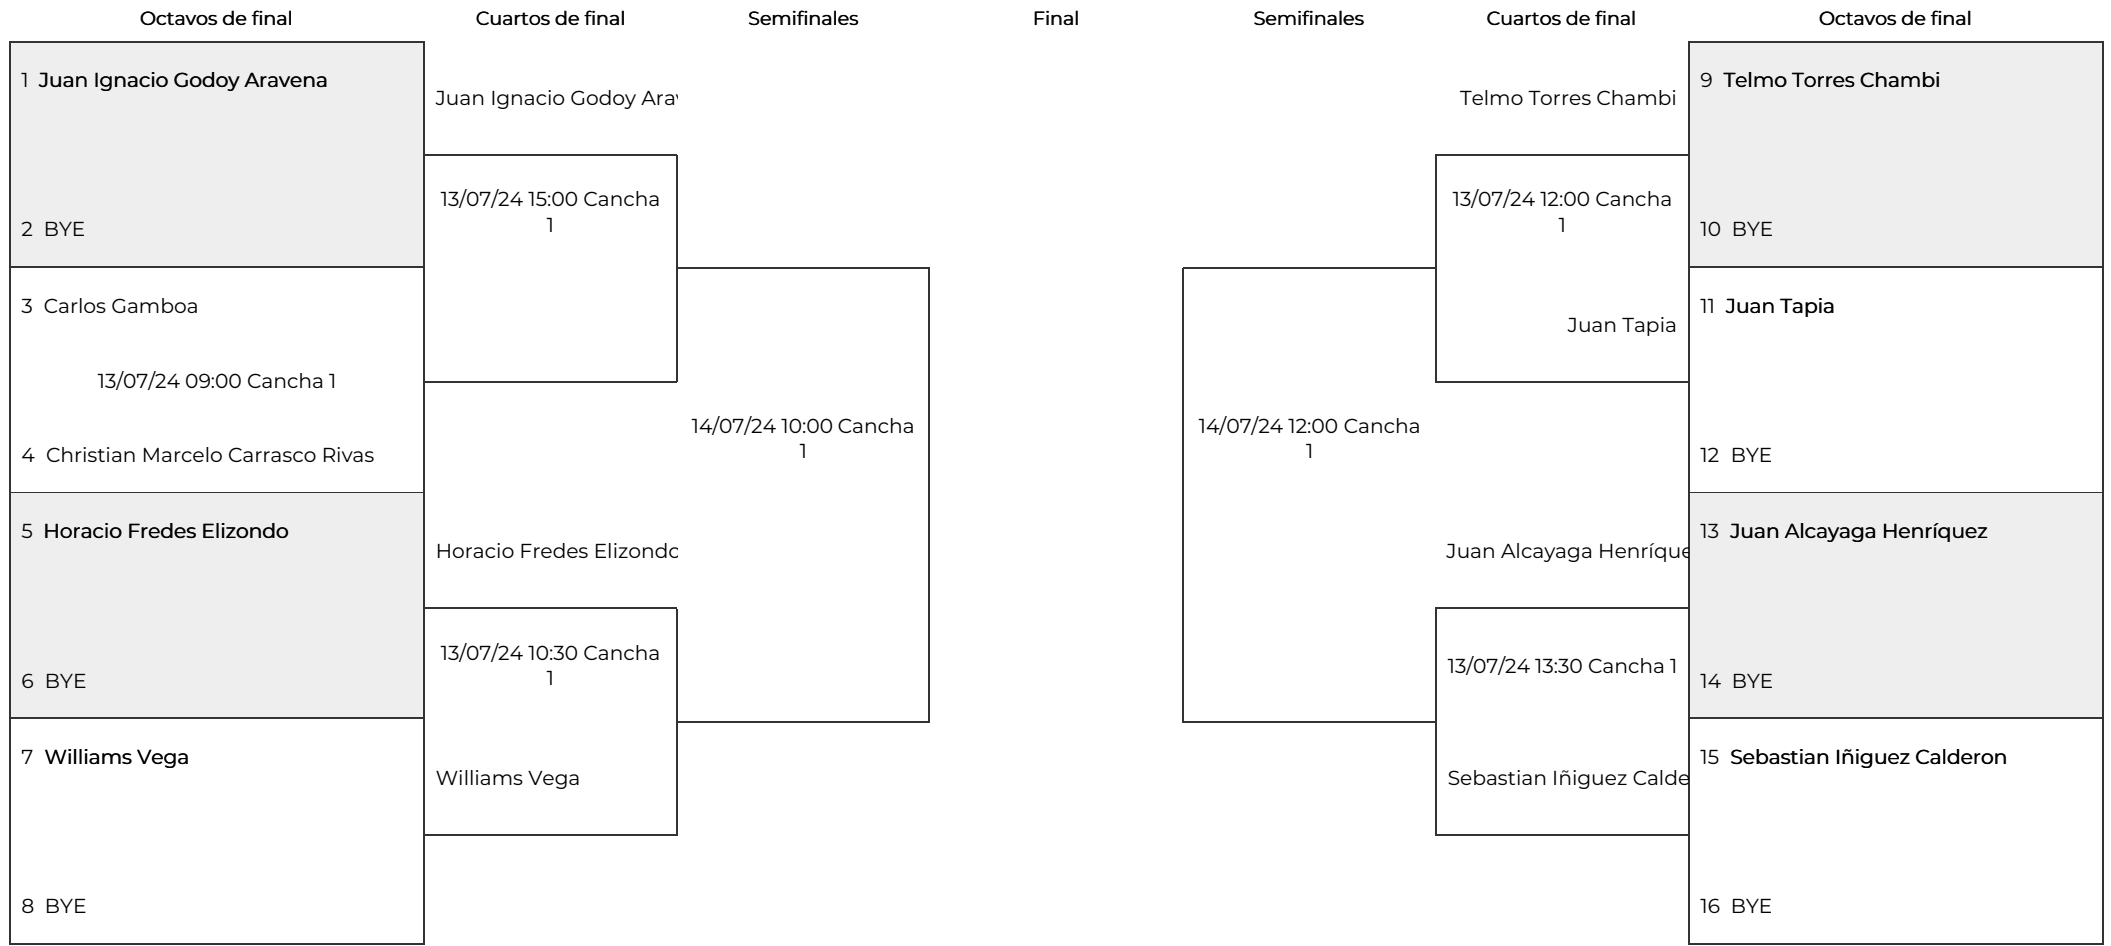 Octavos de final
Cuartos de final
Semifinales
Final
Semifinales
Cuartos de final
Octavos de final
1 Juan Ignacio Godoy Aravena
2 BYE
3 Carlos Gamboa
13/07/24 09:00 Cancha 1
4 Christian Marcelo Carrasco Rivas
5 Horacio Fredes Elizondo
6 BYE
7 Williams Vega
8 BYE
Juan Ignacio Godoy Arav
13/07/24 15:00 Cancha
1
Horacio Fredes Elizondo
13/07/24 10:30 Cancha
1
Williams Vega
14/07/24 10:00 Cancha
1
14/07/24 12:00 Cancha
1
Telmo Torres Chambi
13/07/24 12:00 Cancha
1
Juan Tapia
Juan Alcayaga Henríque
13/07/24 13:30 Cancha 1
Sebastian Iñiguez Calde
9 Telmo Torres Chambi
10 BYE
11 Juan Tapia
12 BYE
13 Juan Alcayaga Henríquez
14 BYE
15 Sebastian Iñiguez Calderon
16 BYE